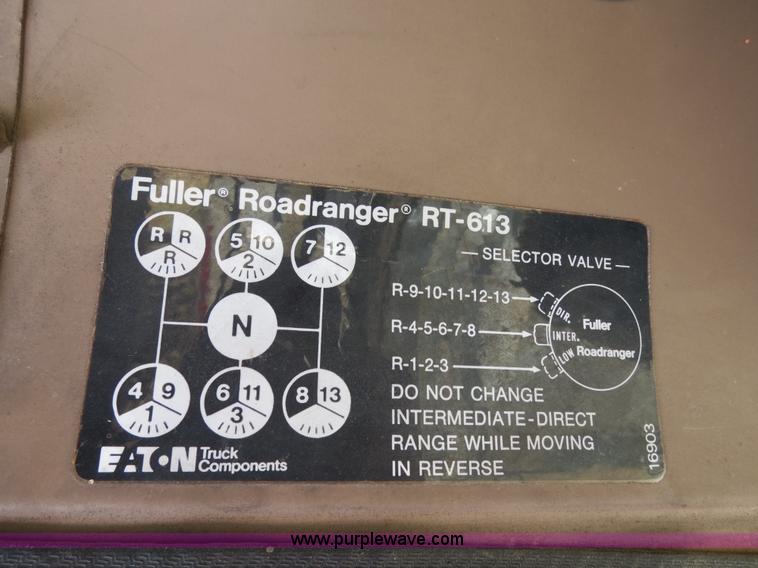 Fuller® Roadranger® RT-613
R R R
5 10 2
7 12
N
4 9 1
6 11 3
8 13
— SELECTOR VALVE —
R-9-10-11-12-13 DIR.
R-4-5-6-7-8 INTER.
R-1-2-3 LOW
Fuller
Roadranger
DO NOT CHANGE
INTERMEDIATE-DIRECT
RANGE WHILE MOVING
IN REVERSE
EATON Truck
Components
16903
www.purplewave.com